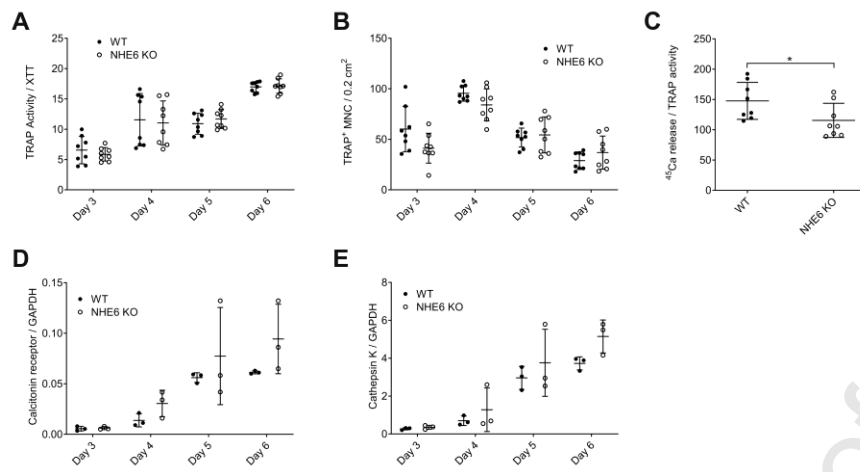 A
TRAP Activity / XTT
25
20
15
10
5
0
WT
NHE6 KO
Day 3
Day 4
Day 5
Day 6
B
TRAP⁺ MNC / 0.2 cm²
150
100
50
0
WT
NHE6 KO
Day 3
Day 4
Day 5
Day 6
C
⁴⁵Ca release / TRAP activity
250
200
150
100
50
0
*
WT
NHE6 KO
D
Calcitonin receptor / GAPDH
0.15
0.10
0.05
0.00
WT
NHE6 KO
Day 3
Day 4
Day 5
Day 6
E
Cathepsin K / GAPDH
8
6
4
2
0
WT
NHE6 KO
Day 3
Day 4
Day 5
Day 6